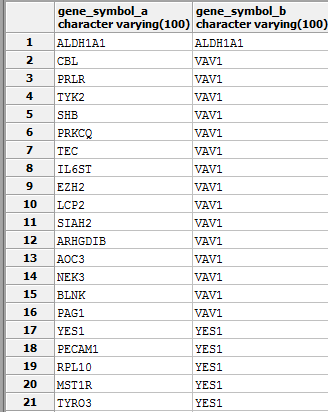 gene_symbol_a gene_symbol_b
character varying(100) character varying(100)
1 ALDH1A1 ALDH1A1
2 CBL VAV1
3 PRLR VAV1
4 TYK2 VAV1
5 SHB VAV1
6 PRKCQ VAV1
7 TEC VAV1
8 IL6ST VAV1
9 EZH2 VAV1
10 LCP2 VAV1
11 SIAH2 VAV1
12 ARHGDIB VAV1
13 AOC3 VAV1
14 NEK3 VAV1
15 BLNK VAV1
16 PAG1 VAV1
17 YES1 YES1
18 PECAM1 YES1
19 RPL10 YES1
20 MST1R YES1
21 TYRO3 YES1